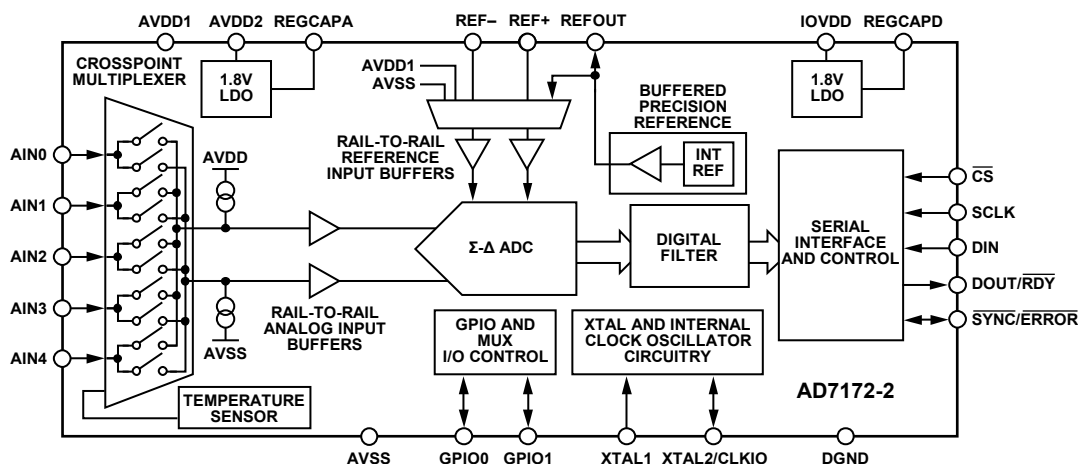 AVDD1
AVDD2
REGCAPA
REF–
REF+
REFOUT
IOVDD
REGCAPD
CROSSPOINT
MULTIPLEXER
1.8V
LDO
AVDD1
AVSS
BUFFERED
PRECISION
REFERENCE
1.8V
LDO
RAIL-TO-RAIL
REFERENCE
INPUT BUFFERS
INT
REF
AIN0
AIN1
AIN2
AIN3
AIN4
AVDD
AVSS
Σ-Δ ADC
DIGITAL
FILTER
SERIAL
INTERFACE
AND CONTROL
CS
SCLK
DIN
DOUT/RDY
SYNC/ERROR
RAIL-TO-RAIL
ANALOG INPUT
BUFFERS
GPIO AND
MUX
I/O CONTROL
XTAL AND INTERNAL
CLOCK OSCILLATOR
CIRCUITRY
TEMPERATURE
SENSOR
AD7172-2
AVSS
GPIO0
GPIO1
XTAL1
XTAL2/CLKIO
DGND